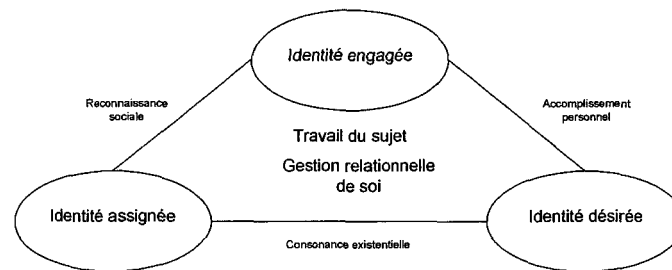 Identité engagée
Reconnaissance
sociale
Accomplissement
personnel
Travail du sujet
Gestion relationnelle
de soi
Identité assignée
Identité désirée
Consonance existentielle